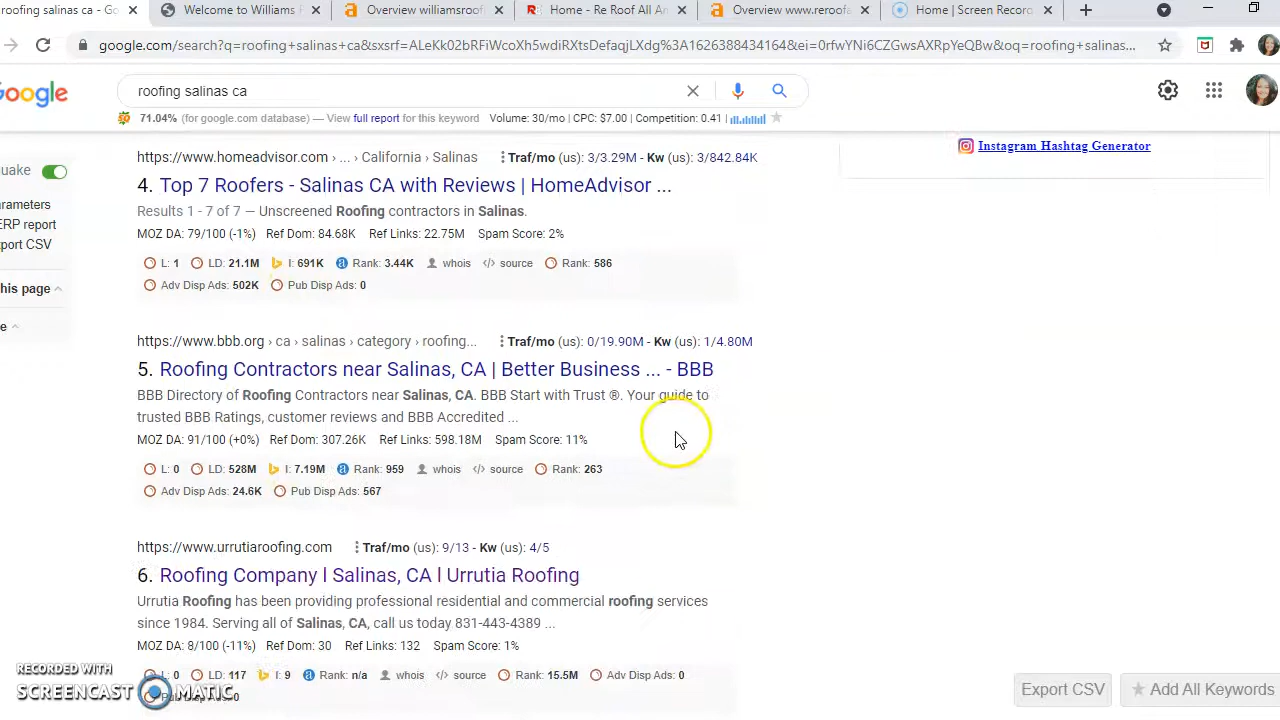 roofing salinas ca - Go
Welcome to Williams R
Overview williamsroof
Home - Re Roof All An
Overview www.reroofa
Home | Screen Record
google.com/search?q=roofing+salinas+ca&sxsrf=ALeKk02bRFiWcoXh5wdiRXtsDefaqjLXdg%3A1626388434164&ei=0rfwYNi6CZGwsAXRpYeQBw&oq=roofing+salinas...
oogle
roofing salinas ca
71.04% (for google.com database) — View full report for this keyword Volume: 30/mo | CPC: $7.00 | Competition: 0.41 |
Instagram Hashtag Generator
uake
arameters
ERP report
port CSV
his page
e
https://www.homeadvisor.com › ... › California › Salinas Traf/mo (us): 3/3.29M - Kw (us): 3/842.84K
4. Top 7 Roofers - Salinas CA with Reviews | HomeAdvisor ...
Results 1 - 7 of 7 — Unscreened Roofing contractors in Salinas.
MOZ DA: 79/100 (-1%) Ref Dom: 84.68K Ref Links: 22.75M Spam Score: 2%
L: 1 LD: 21.1M I: 691K Rank: 3.44K whois </> source Rank: 586
Adv Disp Ads: 502K Pub Disp Ads: 0
https://www.bbb.org › ca › salinas › category › roofing... Traf/mo (us): 0/19.90M - Kw (us): 1/4.80M
5. Roofing Contractors near Salinas, CA | Better Business ... - BBB
BBB Directory of Roofing Contractors near Salinas, CA. BBB Start with Trust ®. Your guide to
trusted BBB Ratings, customer reviews and BBB Accredited ...
MOZ DA: 91/100 (+0%) Ref Dom: 307.26K Ref Links: 598.18M Spam Score: 11%
L: 0 LD: 528M I: 7.19M Rank: 959 whois </> source Rank: 263
Adv Disp Ads: 24.6K Pub Disp Ads: 567
https://www.urrutiaroofing.com Traf/mo (us): 9/13 - Kw (us): 4/5
6. Roofing Company l Salinas, CA l Urrutia Roofing
Urrutia Roofing has been providing professional residential and commercial roofing services
since 1984. Serving all of Salinas, CA, call us today 831-443-4389 ...
MOZ DA: 8/100 (-11%) Ref Dom: 30 Ref Links: 132 Spam Score: 1%
L: 0 LD: 117 I: 9 Rank: n/a whois </> source Rank: 15.5M Adv Disp Ads: 0
RECORDED WITH
SCREENCAST MATIC
Export CSV
Add All Keywords